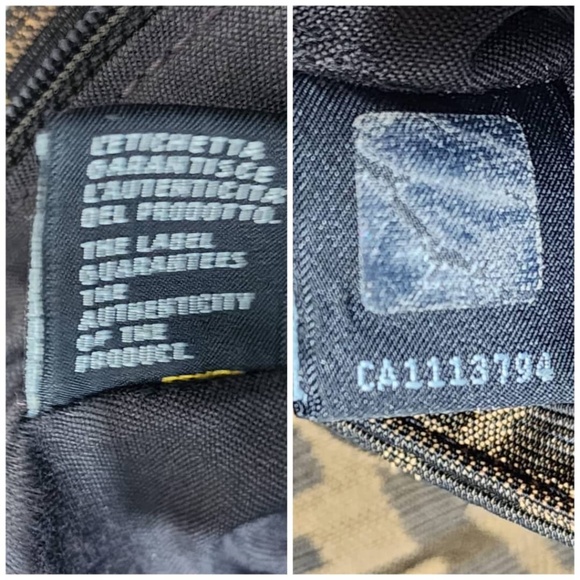 L'ETICHETTA
GARANTISCE
L'AUTENTICITA'
DEL PRODOTTO.
THE LABEL
GUARANTEES
THE
AUTHENTICITY
OF THE
PRODUCT.
CA1113794